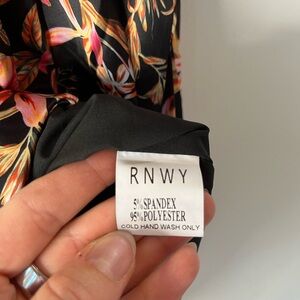 RNWY
5%SPANDEX
95%POLYESTER
COLD HAND WASH ONLY